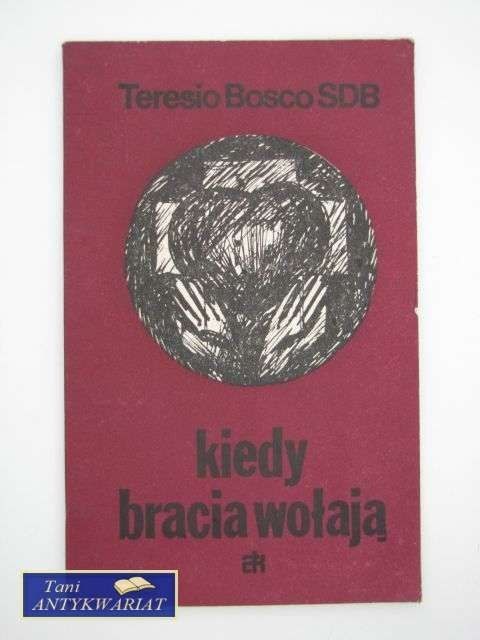 Teresio Bosco SDB
kiedy
bracia wołają
Tani
ANTYKWARIAT